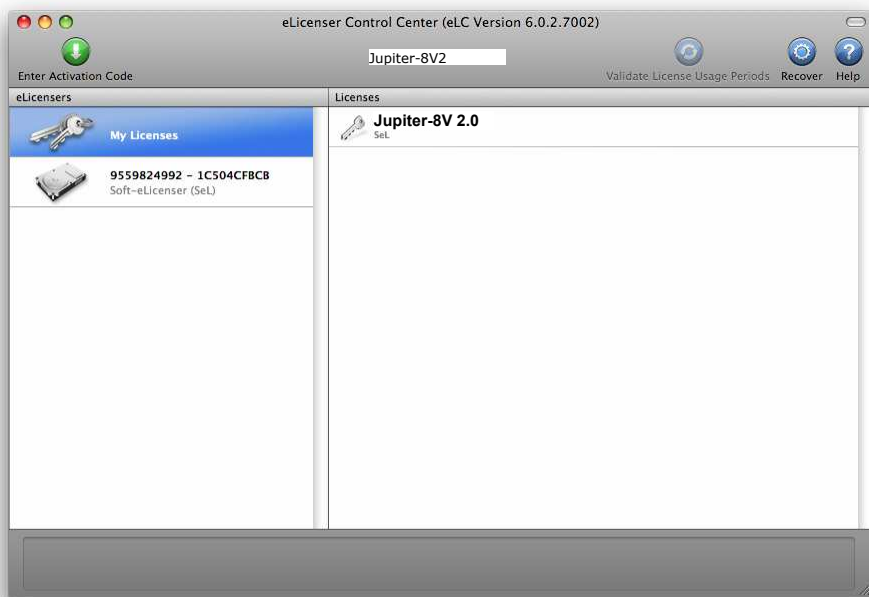 eLicenser Control Center (eLC Version 6.0.2.7002)
Jupiter-8V2
Enter Activation Code
Validate License Usage Periods
Recover
Help
eLicensers
Licenses
My Licenses
Jupiter-8V 2.0
SeL
9559824992 - 1C504CFBCB
Soft-eLicenser (SeL)
?